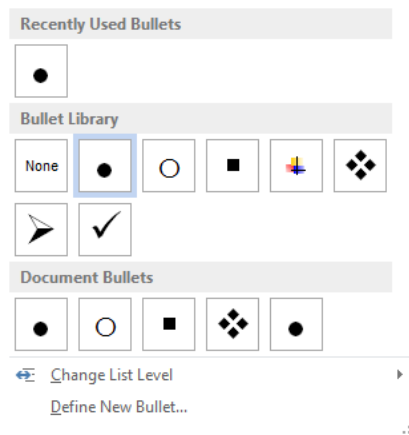 Recently Used Bullets
Bullet Library
None
Document Bullets
Change List Level
Define New Bullet...